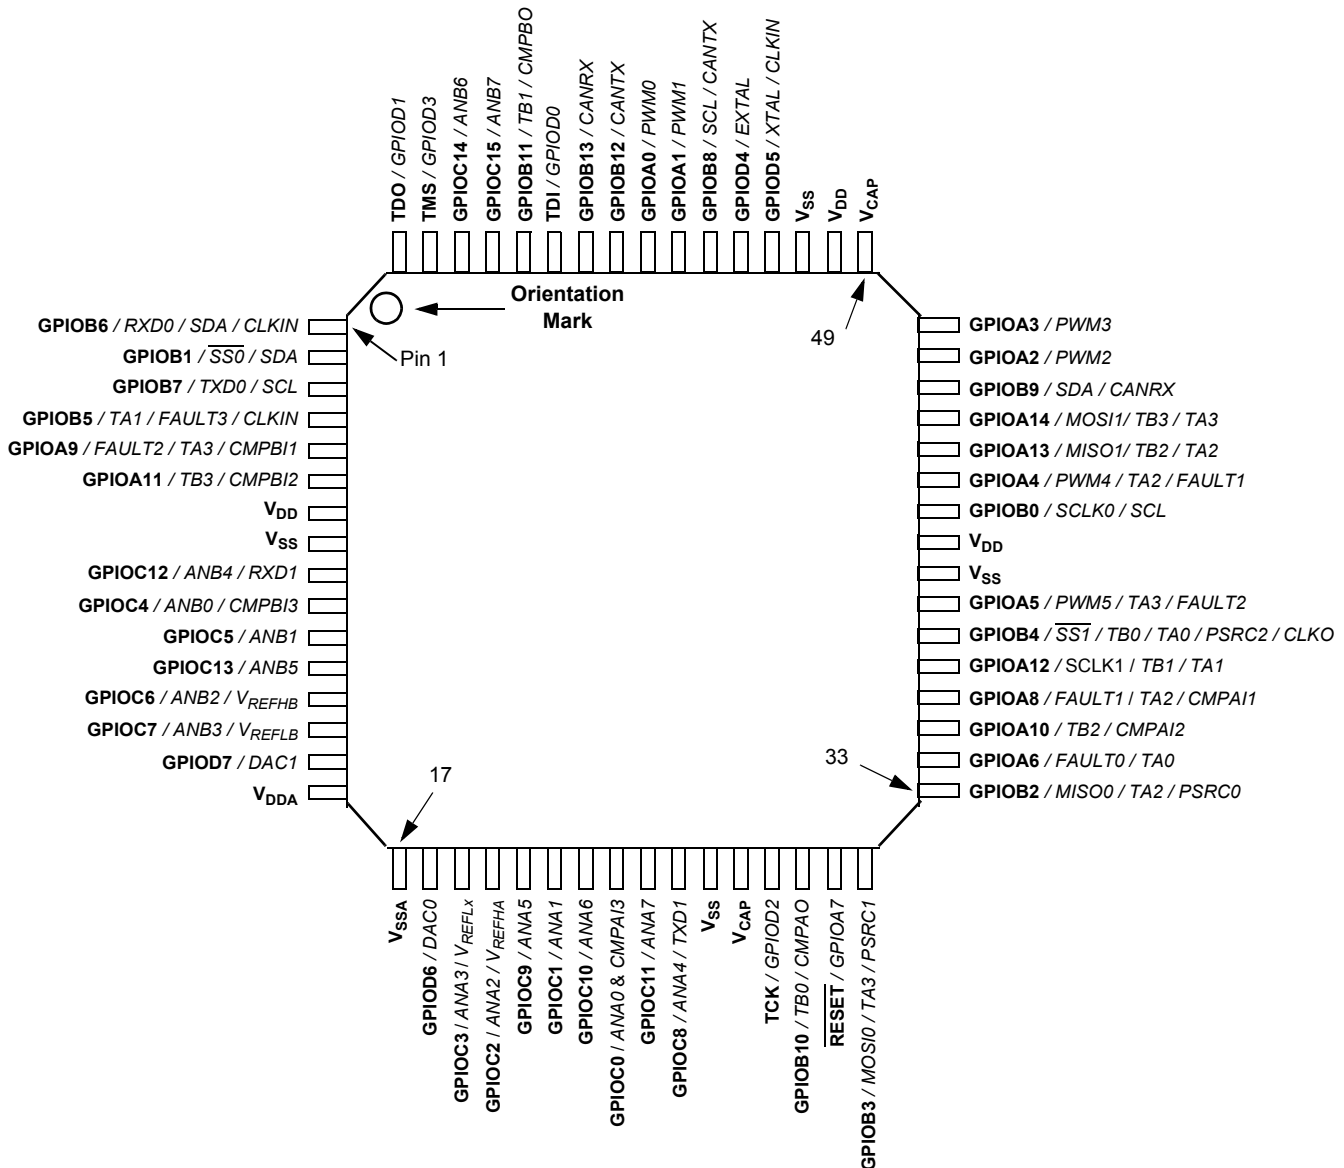 TDO / GPIOD1
TMS / GPIOD3
GPIOC14 / ANB6
GPIOC15 / ANB7
GPIOB11 / TB1 / CMPBO
TDI / GPIOD0
GPIOB13 / CANRX
GPIOB12 / CANTX
GPIOA0 / PWM0
GPIOA1 / PWM1
GPIOB8 / SCL / CANTX
GPIOD4 / EXTAL
GPIOD5 / XTAL / CLKIN
VSS
VDD
VCAP
Orientation
Mark
Pin 1
49
GPIOB6 / RXD0 / SDA / CLKIN
GPIOB1 / SS0 / SDA
GPIOB7 / TXD0 / SCL
GPIOB5 / TA1 / FAULT3 / CLKIN
GPIOA9 / FAULT2 / TA3 / CMPBI1
GPIOA11 / TB3 / CMPBI2
VDD
VSS
GPIOC12 / ANB4 / RXD1
GPIOC4 / ANB0 / CMPBI3
GPIOC5 / ANB1
GPIOC13 / ANB5
GPIOC6 / ANB2 / VREFHB
GPIOC7 / ANB3 / VREFLB
GPIOD7 / DAC1
VDDA
GPIOA3 / PWM3
GPIOA2 / PWM2
GPIOB9 / SDA / CANRX
GPIOA14 / MOSI1/ TB3 / TA3
GPIOA13 / MISO1/ TB2 / TA2
GPIOA4 / PWM4 / TA2 / FAULT1
GPIOB0 / SCLK0 / SCL
VDD
VSS
GPIOA5 / PWM5 / TA3 / FAULT2
GPIOB4 / SS1 / TB0 / TA0 / PSRC2 / CLKO
GPIOA12 / SCLK1 / TB1 / TA1
GPIOA8 / FAULT1 / TA2 / CMPAI1
GPIOA10 / TB2 / CMPAI2
GPIOA6 / FAULT0 / TA0
GPIOB2 / MISO0 / TA2 / PSRC0
17
33
VSSA
GPIOD6 / DAC0
GPIOC3 / ANA3 / VREFLx
GPIOC2 / ANA2 / VREFHA
GPIOC9 / ANA5
GPIOC1 / ANA1
GPIOC10 / ANA6
GPIOC0 / ANA0 & CMPAI3
GPIOC11 / ANA7
GPIOC8 / ANA4 / TXD1
VSS
VCAP
TCK / GPIOD2
GPIOB10 / TB0 / CMPAO
RESET / GPIOA7
GPIOB3 / MOSI0 / TA3 / PSRC1